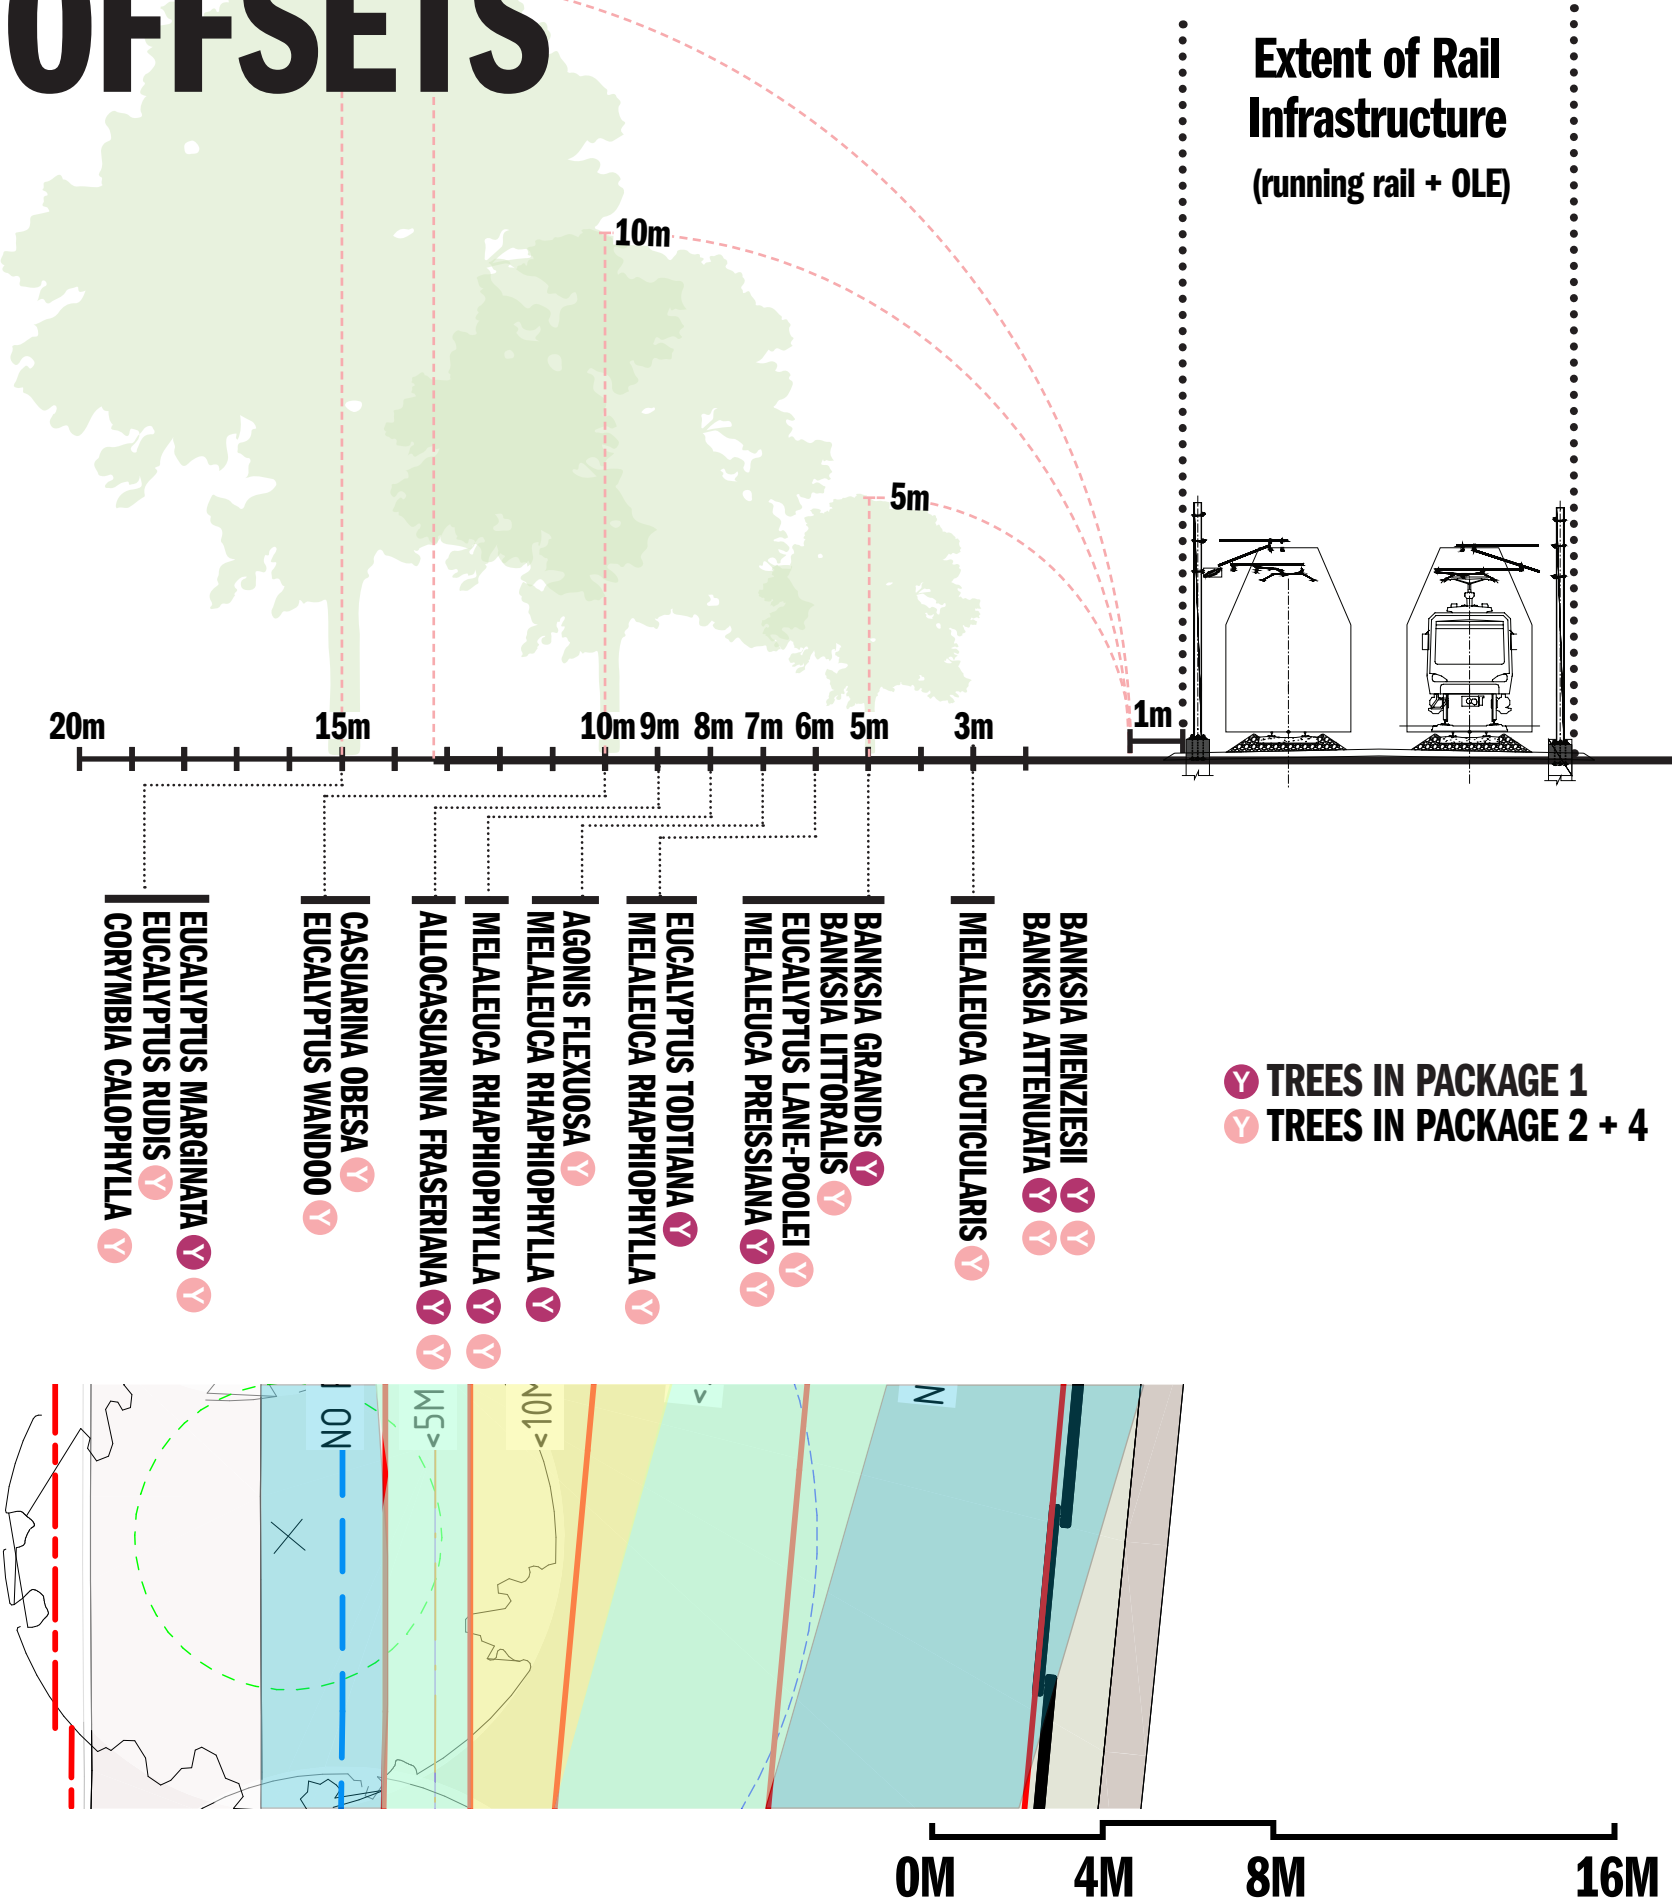 OFFSETS
Extent of Rail
Infrastructure
(running rail + OLE)
10m
5m
1m
20m
15m
10m
9m
8m
7m
6m
5m
3m
CORYMBIA CALOPHYLLA Y
EUCALYPTUS RUDIS Y
EUCALYPTUS MARGINATA Y Y
EUCALYPTUS WANDOO Y
CASUARINA OBESA Y
ALLOCASUARINA FRASERIANA Y Y
MELALEUCA RHAPHIOPHYLLA Y Y
MELALEUCA RHAPHIOPHYLLA Y
AGONIS FLEXUOSA Y
MELALEUCA RHAPHIOPHYLLA Y
EUCALYPTUS TODTIANA Y
MELALEUCA PREISSIANA Y Y
EUCALYPTUS LANE-POOLEI Y
BANKSIA LITTORALIS Y
BANKSIA GRANDIS Y
MELALEUCA CUTICULARIS Y
BANKSIA ATTENUATA Y Y
BANKSIA MENZIESII Y Y
Y TREES IN PACKAGE 1
Y TREES IN PACKAGE 2 + 4
NO
<5M
<10M
<
N
0M
4M
8M
16M